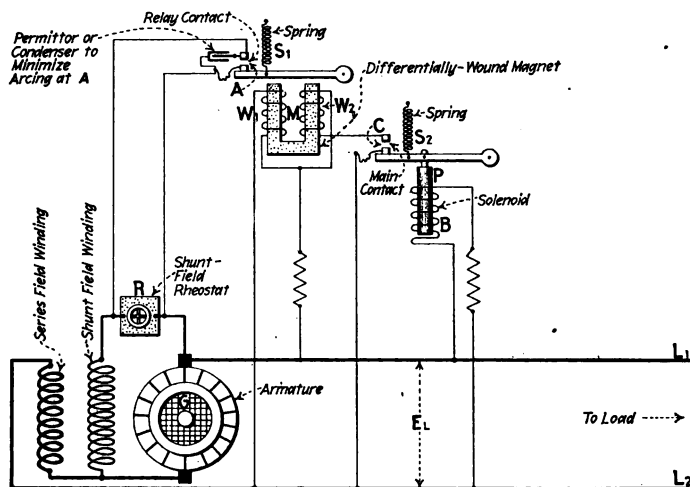 Relay Contact
Permittor or
Condenser to
Minimize
Arcing at A
Spring
S1
Differentially-Wound Magnet
A
W1
M
W2
C
Spring
S2
Main
Contact
P
Solenoid
B
Series Field Winding
Shunt Field Winding
R
Shunt-
Field
Rheostat
L1
G
Armature
EL
To Load
L2